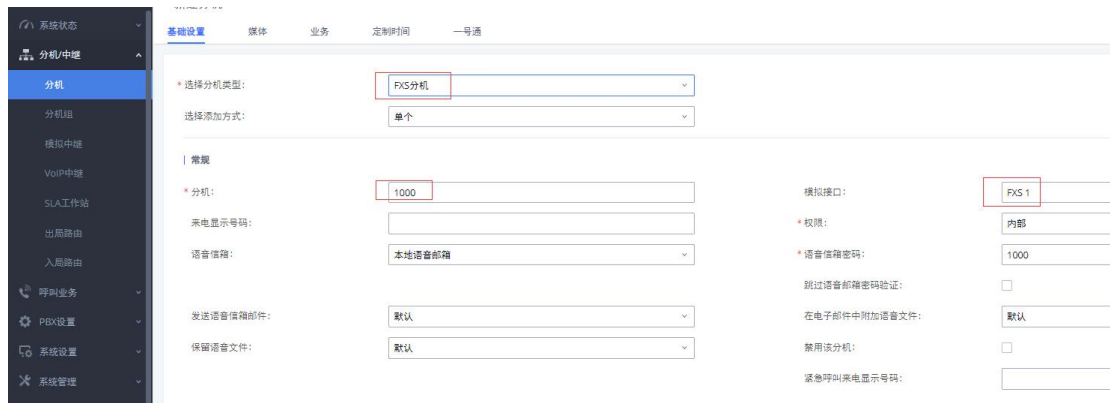 系统状态
分机/中继
分机
分机组
模拟中继
VoIP中继
SLA工作站
出局路由
入局路由
呼叫业务
PBX设置
系统设置
系统管理
基础设置 媒体 业务 定制时间 一号通
* 选择分机类型: FXS分机
选择添加方式: 单个
常规
* 分机: 1000 模拟接口: FXS 1
来电显示号码: * 权限: 内部
语音信箱: 本地语音邮箱 * 语音信箱密码: 1000
跳过语音邮箱密码验证:
发送语音信箱邮件: 默认 在电子邮件中附加语音文件: 默认
保留语音文件: 默认 禁用该分机:
紧急呼叫来电显示号码: